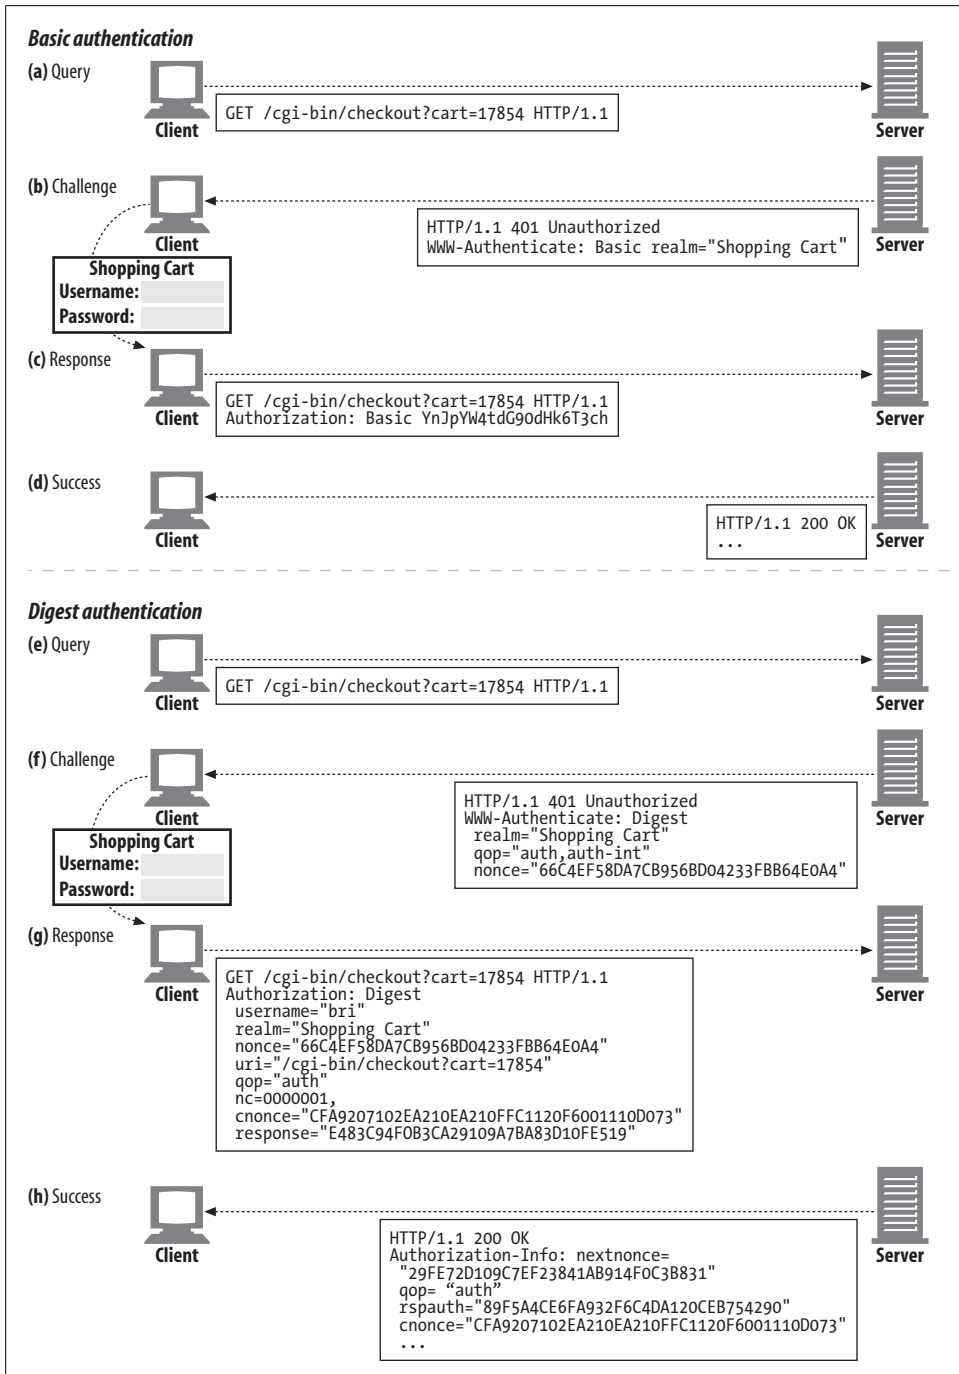 Basic authentication
(a) Query
GET /cgi-bin/checkout?cart=17854 HTTP/1.1
Client
Server
(b) Challenge
HTTP/1.1 401 Unauthorized
WWW-Authenticate: Basic realm="Shopping Cart"
Client
Server
Shopping Cart
Username:
Password:
(c) Response
GET /cgi-bin/checkout?cart=17854 HTTP/1.1
Authorization: Basic YnJpYW4tdG90dHk6T3ch
Client
Server
(d) Success
HTTP/1.1 200 OK
...
Client
Server
Digest authentication
(e) Query
GET /cgi-bin/checkout?cart=17854 HTTP/1.1
Client
Server
(f) Challenge
HTTP/1.1 401 Unauthorized
WWW-Authenticate: Digest
realm="Shopping Cart"
qop="auth,auth-int"
nonce="66C4EF58DA7CB956BD04233FBB64E0A4"
Client
Server
Shopping Cart
Username:
Password:
(g) Response
GET /cgi-bin/checkout?cart=17854 HTTP/1.1
Authorization: Digest
username="bri"
realm="Shopping Cart"
nonce="66C4EF58DA7CB956BD04233FBB64E0A4"
uri="/cgi-bin/checkout?cart=17854"
qop="auth"
nc=0000001,
cnonce="CFA9207102EA210EA210FFC1120F6001110D073"
response="E483C94F0B3CA29109A7BA83D10FE519"
Client
Server
(h) Success
HTTP/1.1 200 OK
Authorization-Info: nextnonce=
"29FE72D109C7EF23841AB914F0C3B831"
qop= “auth”
rspauth="89F5A4CE6FA932F6C4DA120CEB754290"
cnonce="CFA9207102EA210EA210FFC1120F6001110D073"
...
Client
Server